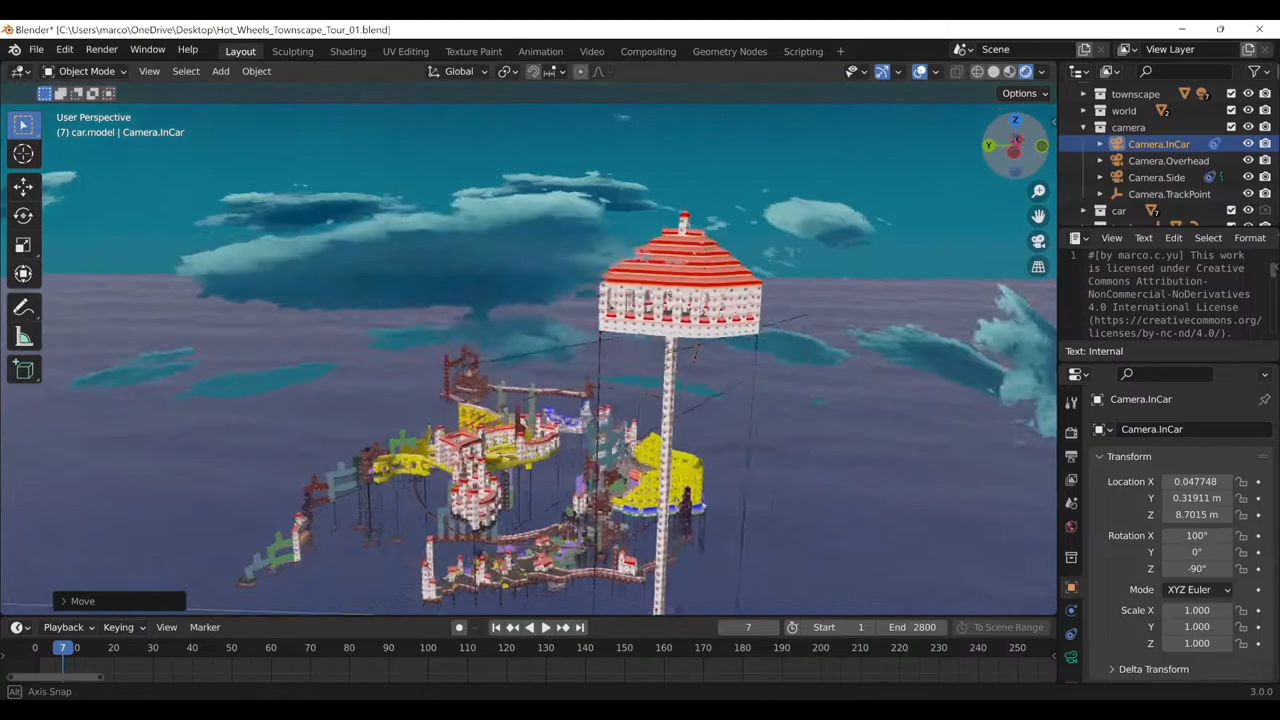 Blender* [C:\Users\marco\OneDrive\Desktop\Hot_Wheels_Townscape_Tour_01.blend]
File Edit Render Window Help
Layout Sculpting Shading UV Editing Texture Paint Animation Video Compositing Geometry Nodes Scripting +
Scene View Layer
Object Mode View Select Add Object Global
Options
User Perspective
(7) car.model | Camera.InCar
Z
Y
townscape 7
world 2
camera
Camera.InCar
Camera.Overhead
Camera.Side
Camera.TrackPoint
car 7
View Text Select Format
1 #[by marco.c.yu] This work
is licensed under Creative
Commons Attribution-
NonCommercial-NoDerivatives
4.0 International License
(https://creativecommons.org/
licenses/by-nc-nd/4.0/).
Text: Internal
Camera.InCar
Camera.InCar
Transform
Location X 0.047748
Y 0.31911 m
Z 8.7015 m
Rotation X 100°
Y 0°
Z -90°
Mode XYZ Euler
Scale X 1.000
Y 1.000
Z 1.000
Delta Transform
Move
Playback Keying View Marker 7 Start 1 End 2800 To Scene Range
0 7 10 20 30 40 50 60 70 80 90 100 110 120 130 140 150 160 170 180 190 200 210 220 230 240 250
Alt Axis Snap 3.0.0